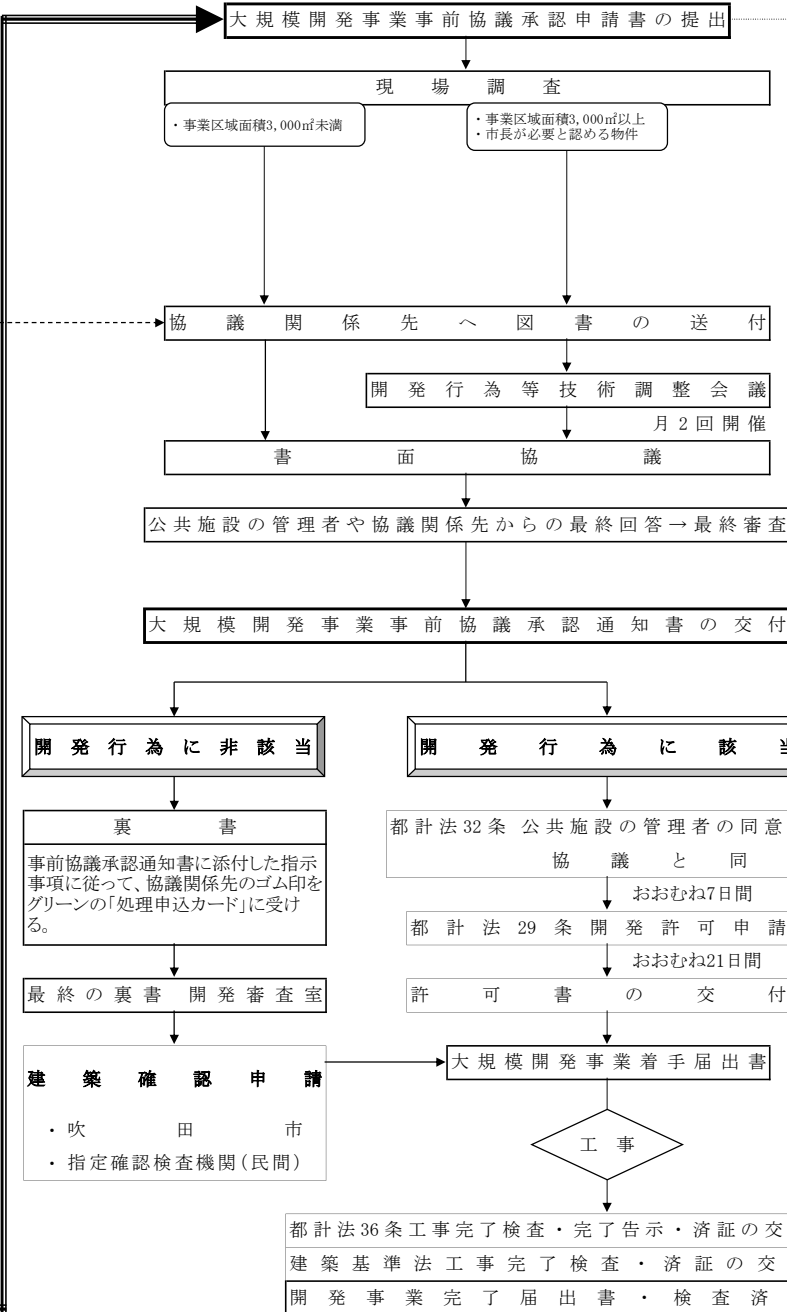 大規模開発事業事前協議承認申請書の提出
現場調査
・事業区域面積3,000㎡未満
・事業区域面積3,000㎡以上
・市長が必要と認める物件
協議関係先へ図書の送付
開発行為等技術調整会議
月2回開催
書面協議
公共施設の管理者や協議関係先からの最終回答→最終審査
大規模開発事業事前協議承認通知書の交付
開発行為に非該当
開発行為に該当
裏書
事前協議承認通知書に添付した指示
事項に従って、協議関係先のゴム印を
グリーンの「処理申込カード」に受け
る。
都計法32条 公共施設の管理者の同意
協議と同
おおむね7日間
都計法29条開発許可申請
おおむね21日間
最終の裏書 開発審査室
許可書の交付
建築確認申請
・吹田市
・指定確認検査機関(民間)
大規模開発事業着手届出書
工事
都計法36条工事完了検査・完了告示・済証の交
建築基準法工事完了検査・済証の交
開発事業完了届出書・検査済